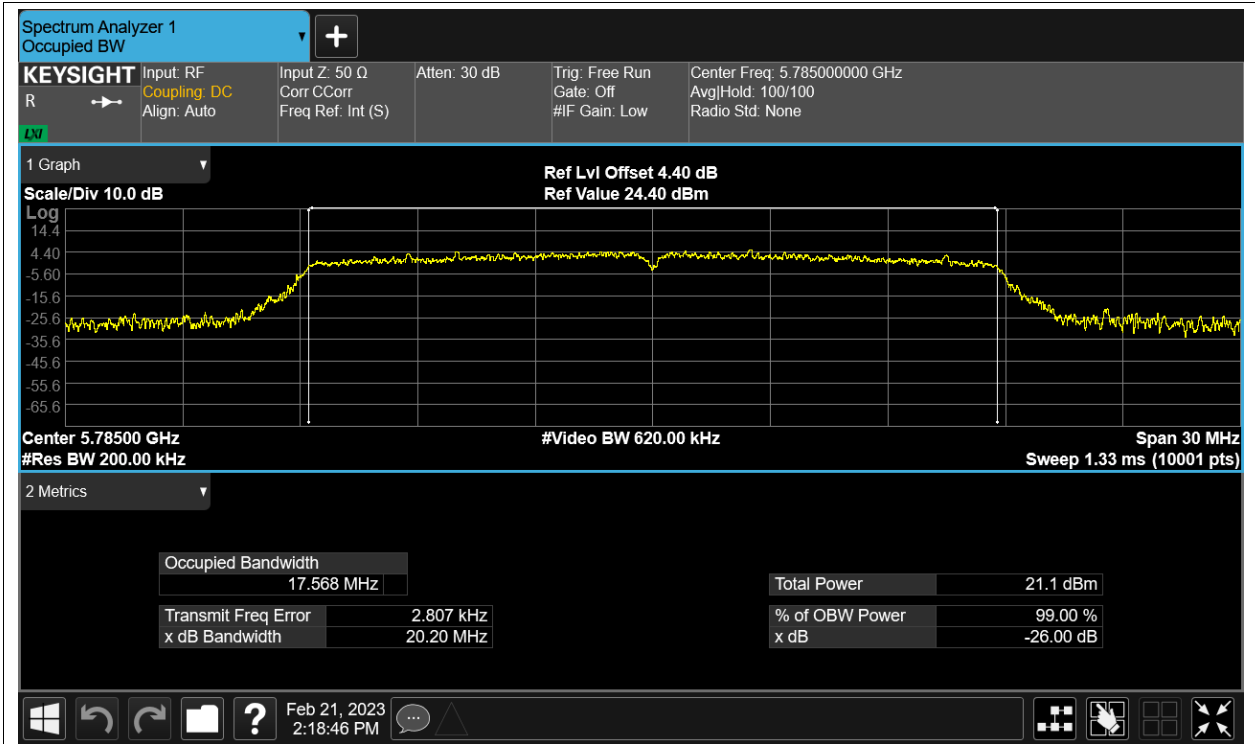 Spectrum Analyzer 1
Occupied BW
+
KEYSIGHT Input: RF Input Z: 50 Ω Atten: 30 dB Trig: Free Run Center Freq: 5.785000000 GHz
R Coupling: DC Corr CCorr Gate: Off Avg|Hold: 100/100
Align: Auto Freq Ref: Int (S) #IF Gain: Low Radio Std: None
LXI
1 Graph
Ref Lvl Offset 4.40 dB
Scale/Div 10.0 dB Ref Value 24.40 dBm
Log
14.4
4.40
-5.60
-15.6
-25.6
-35.6
-45.6
-55.6
-65.6
Center 5.78500 GHz #Video BW 620.00 kHz Span 30 MHz
#Res BW 200.00 kHz Sweep 1.33 ms (10001 pts)
2 Metrics
Occupied Bandwidth
17.568 MHz Total Power 21.1 dBm
Transmit Freq Error 2.807 kHz % of OBW Power 99.00 %
x dB Bandwidth 20.20 MHz x dB -26.00 dB
? Feb 21, 2023
2:18:46 PM